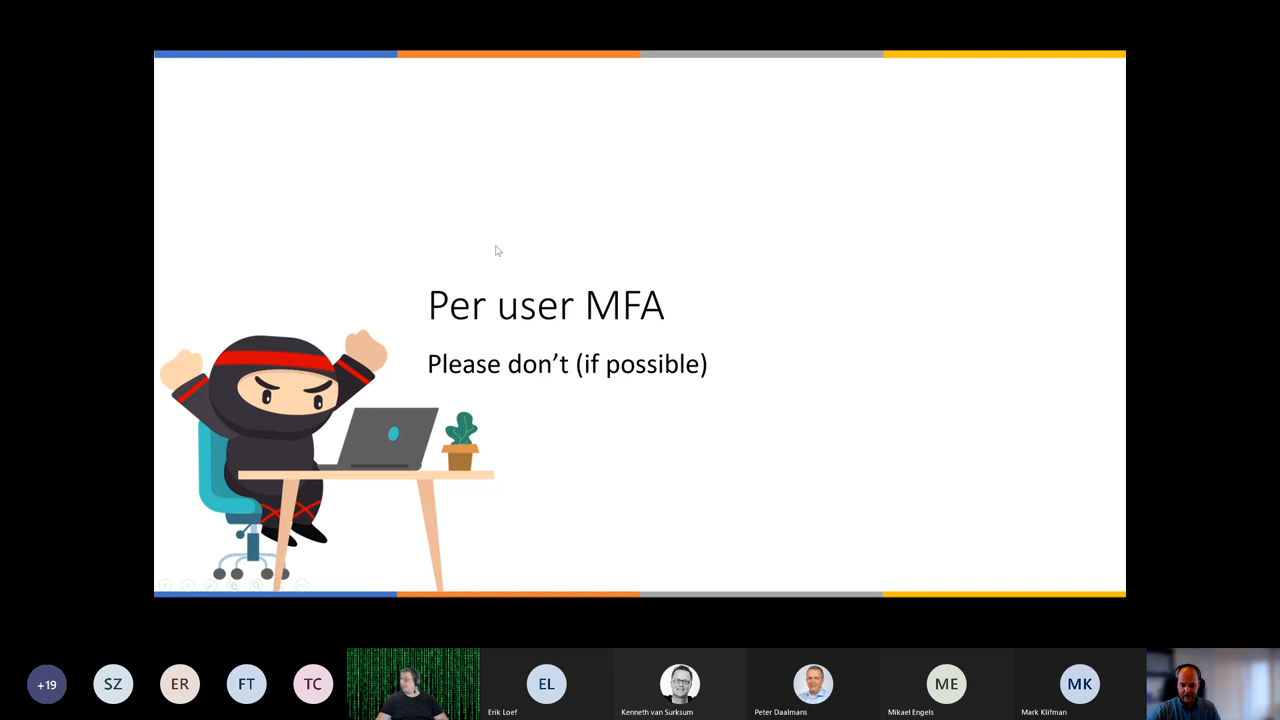 Per user MFA
Please don’t (if possible)
+19
SZ
ER
FT
TC
EL
ME
MK
Erik Loef
Kenneth van Surksum
Peter Daalmans
Mikael Engels
Mark Klifman